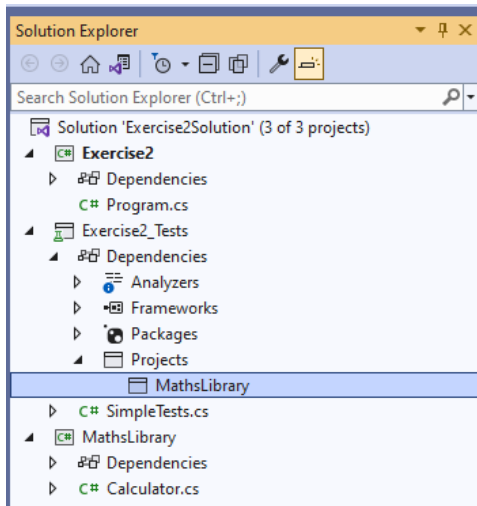 Solution Explorer
Search Solution Explorer (Ctrl+;)
Solution 'Exercise2Solution' (3 of 3 projects)
C# Exercise2
Dependencies
C# Program.cs
Exercise2_Tests
Dependencies
Analyzers
Frameworks
Packages
Projects
MathsLibrary
C# SimpleTests.cs
C# MathsLibrary
Dependencies
C# Calculator.cs